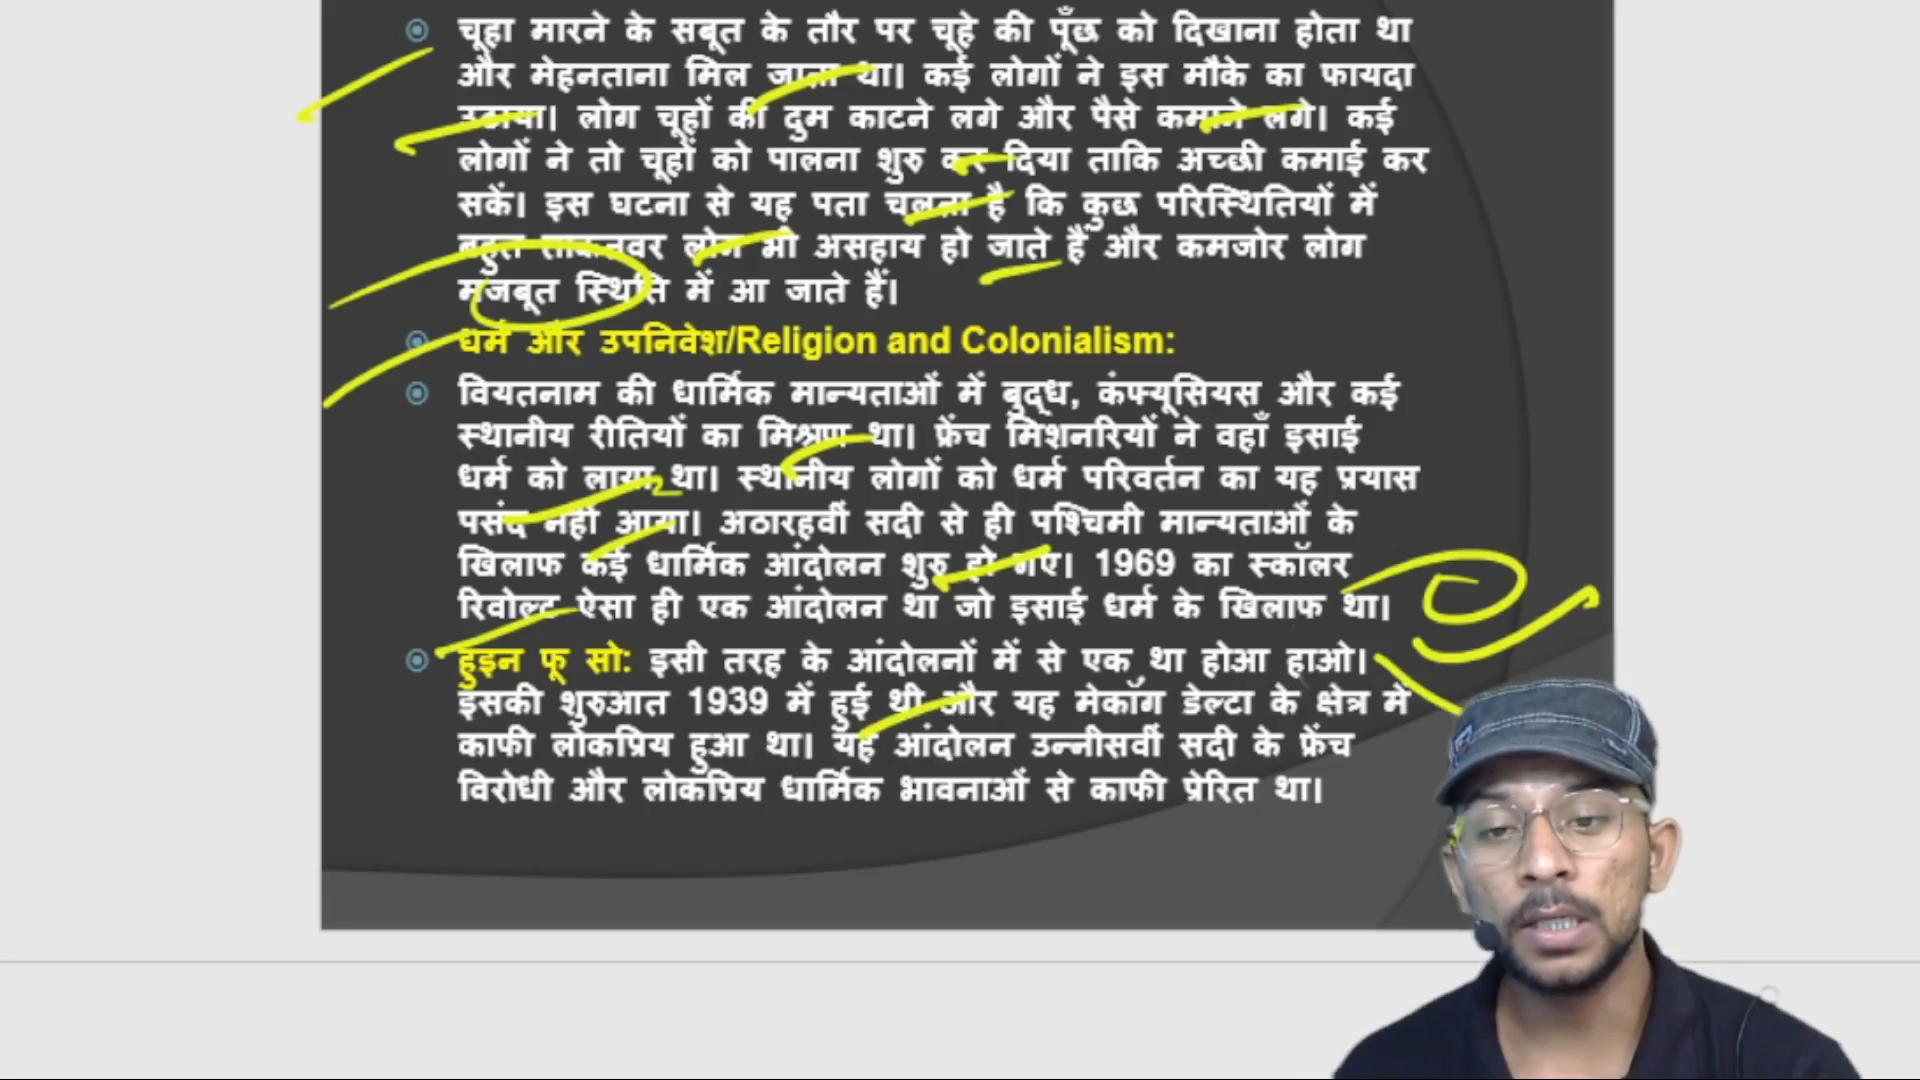 चूहा मारने के सबूत के तौर पर चूहे की पूँछ को दिखाना होता था
और मेहनताना मिल जाता था। कई लोगों ने इस मौके का फायदा
उठाया। लोग चूहों की दुम काटने लगे और पैसे कमाने लगे। कई
लोगों ने तो चूहों को पालना शुरु कर दिया ताकि अच्छी कमाई कर
सकें। इस घटना से यह पता चलता है कि कुछ परिस्थितियों में
बहुत ताकतवर लोग भी असहाय हो जाते हैं और कमजोर लोग
मजबूत स्थिति में आ जाते हैं।
धर्म और उपनिवेश/Religion and Colonialism:
वियतनाम की धार्मिक मान्यताओं में बुद्ध, कंफ्यूसियस और कई
स्थानीय रीतियों का मिश्रण था। फ्रेंच मिशनरियों ने वहाँ इसाई
धर्म को लाया था। स्थानीय लोगों को धर्म परिवर्तन का यह प्रयास
पसंद नहीं आया। अठारहवीं सदी से ही पश्चिमी मान्यताओं के
खिलाफ कई धार्मिक आंदोलन शुरु हो गए। 1969 का स्कॉलर
रिवोल्ट ऐसा ही एक आंदोलन था जो इसाई धर्म के खिलाफ था।
हुइन फू सो: इसी तरह के आंदोलनों में से एक था होआ हाओ।
इसकी शुरुआत 1939 में हुई थी और यह मेकॉग डेल्टा के क्षेत्र में
काफी लोकप्रिय हुआ था। यह आंदोलन उन्नीसवीं सदी के फ्रेंच
विरोधी और लोकप्रिय धार्मिक भावनाओं से काफी प्रेरित था।